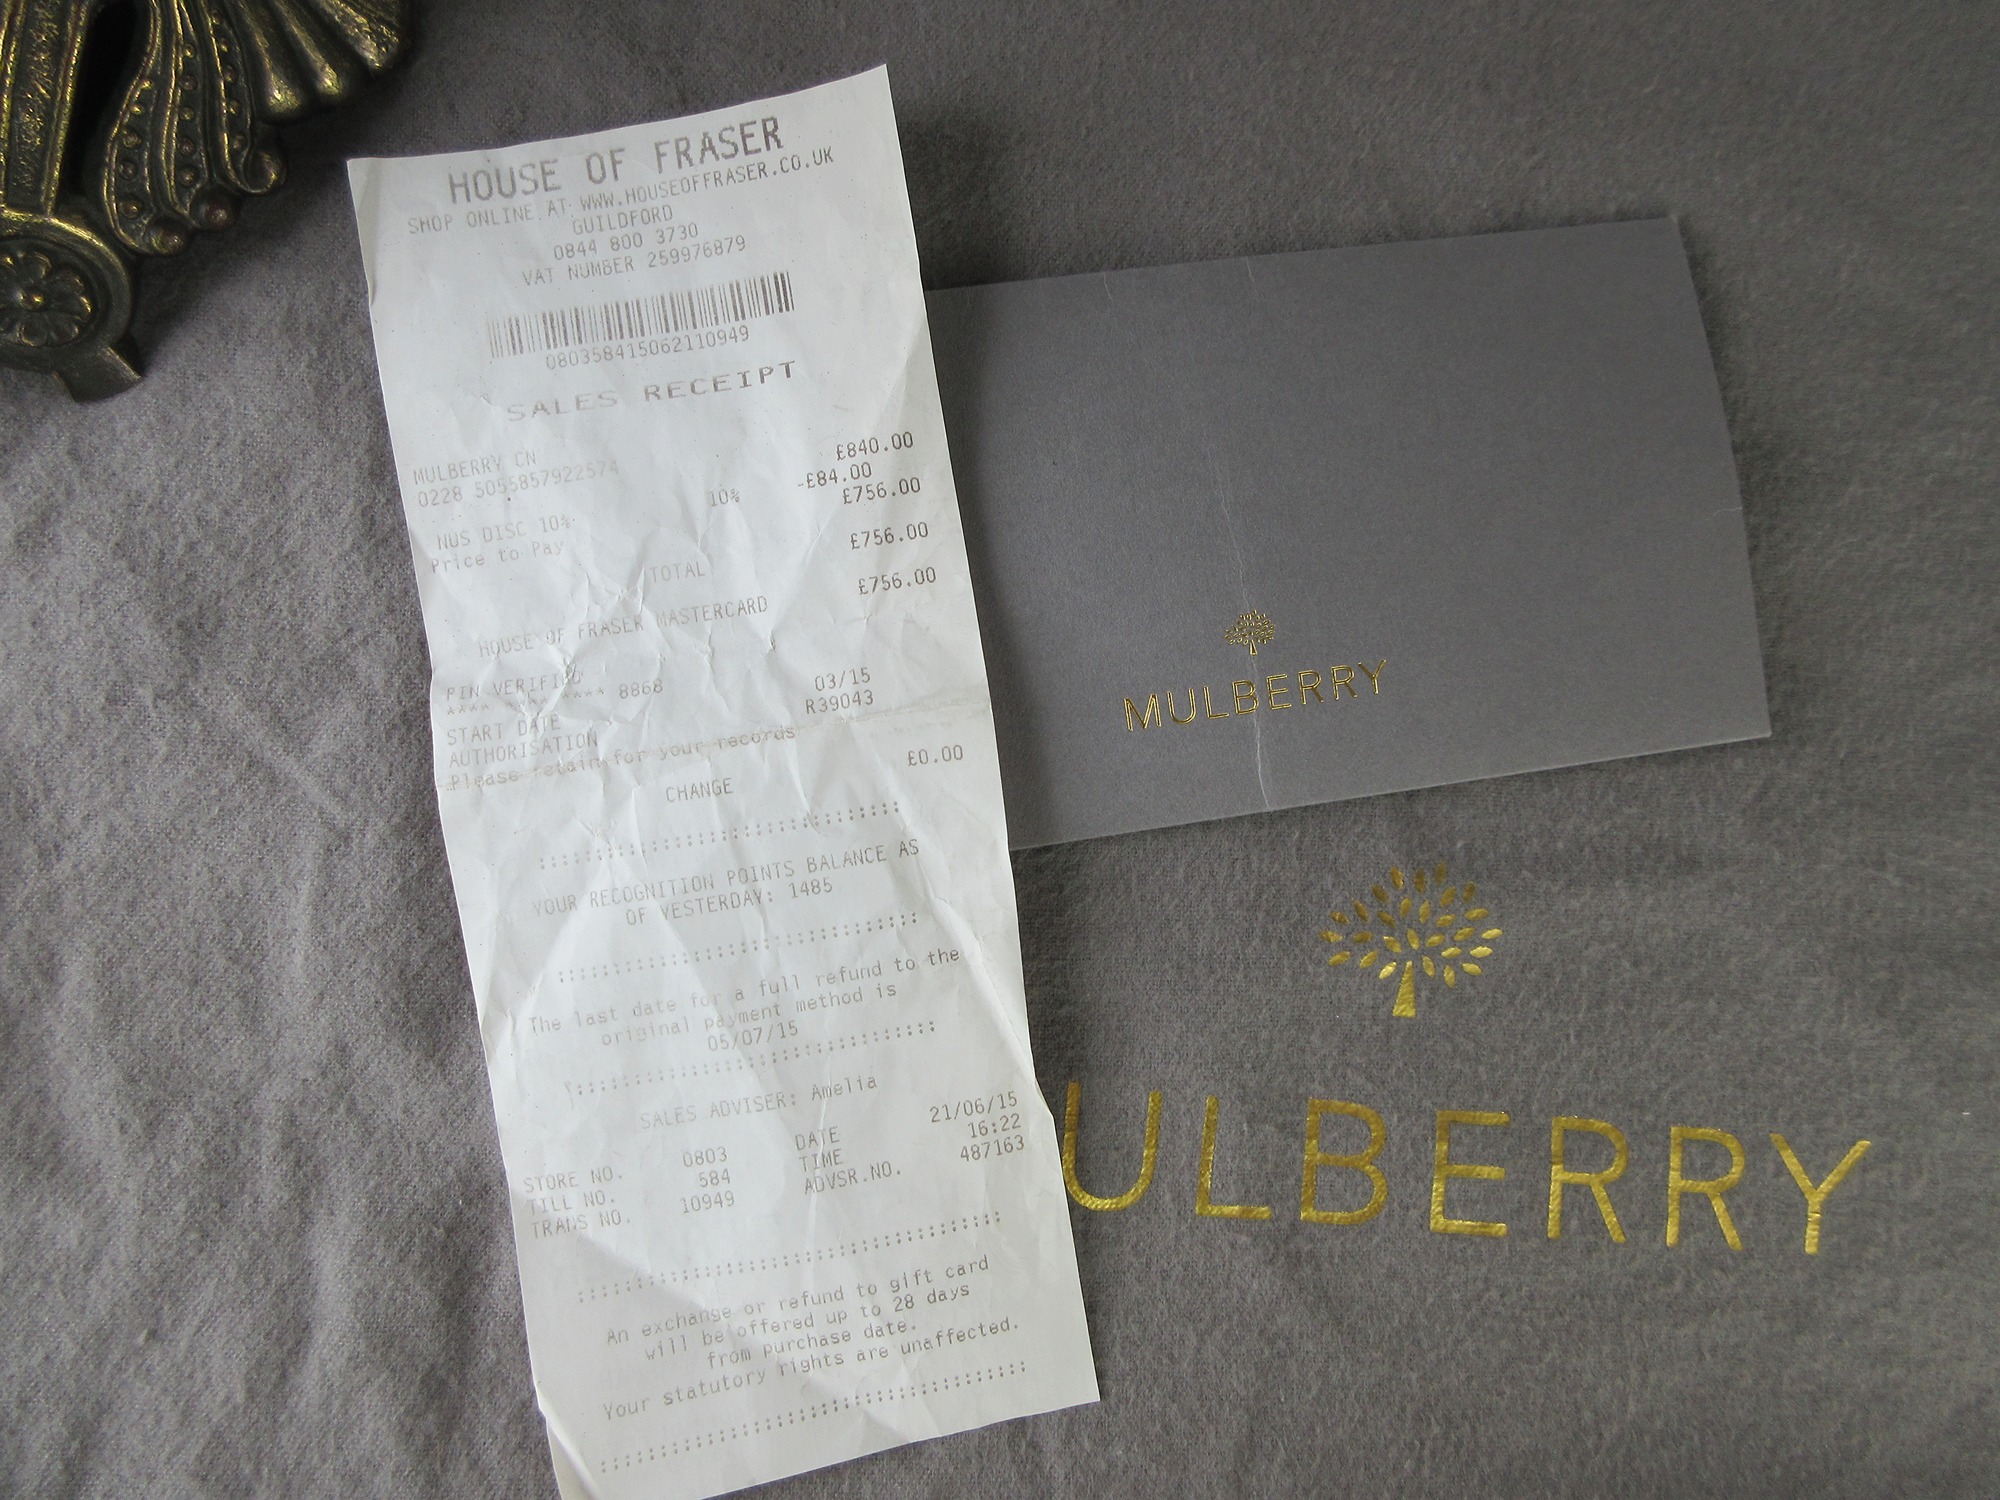 HOUSE OF FRASER
SHOP ONLINE AT WWW.HOUSEOFFRASER.CO.UK
GUILDFORD
0844 800 3730
VAT NUMBER 259976879
080358415062110949
SALES RECEIPT
MULBERRY CN £840.00
0228 5055857922574
NUS DISC 10% 10% -£84.00
Price to Pay £756.00
TOTAL £756.00
HOUSE OF FRASER MASTERCARD £756.00
PIN VERIFIED
**** **** **** 8868
START DATE 03/15
AUTHORISATION R39043
Please retain for your records
CHANGE £0.00
YOUR RECOGNITION POINTS BALANCE AS
OF YESTERDAY: 1485
The last date for a full refund to the
original payment method is
05/07/15
SALES ADVISER: Amelia
STORE NO. 0803 DATE 21/06/15
TILL NO. 584 TIME 16:22
TRANS NO. 10949 ADVSR.NO. 487163
An exchange or refund to gift card
will be offered up to 28 days
from purchase date.
Your statutory rights are unaffected.
MULBERRY
ULBERRY